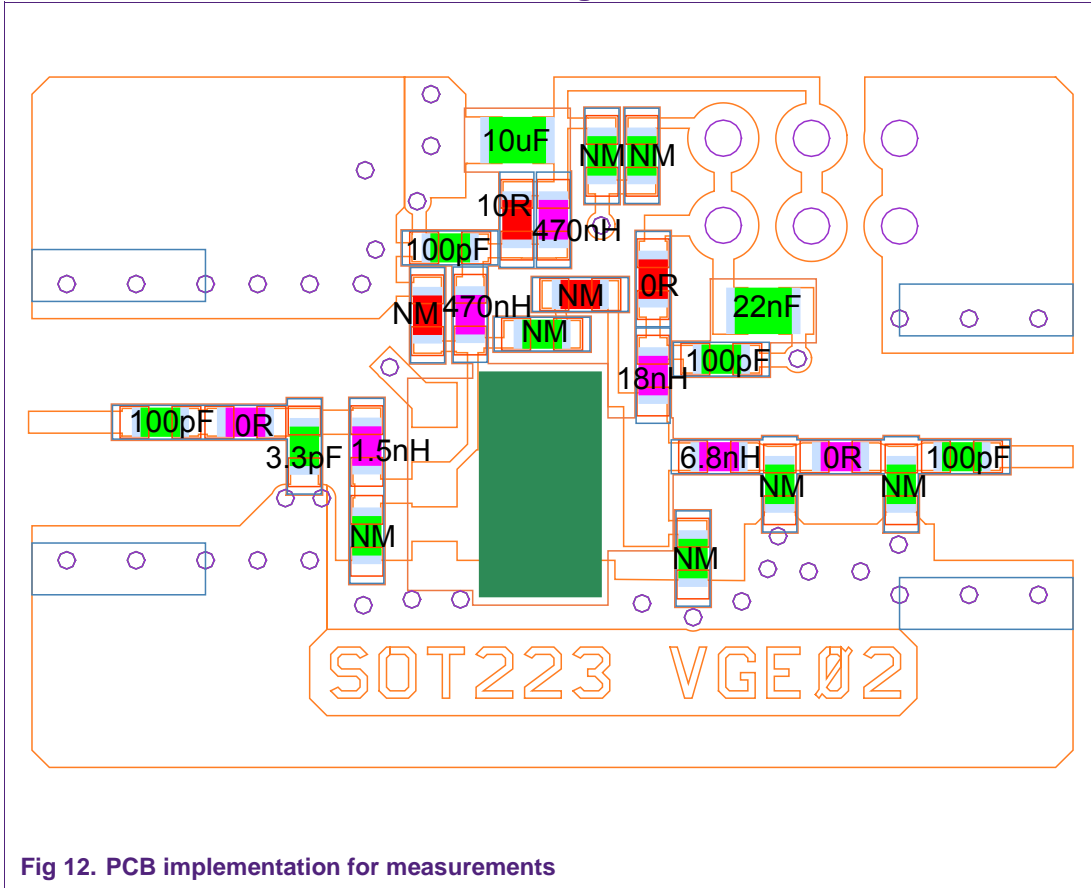 10uF
NM
NM
10R
470nH
100pF
0R
NM
NM
470nH
22nF
NM
100pF
18nH
100pF
0R
3.3pF
1.5nH
6.8nH
0R
100pF
NM
NM
NM
NM
SOT223 VGEØ2
Fig 12. PCB implementation for measurements